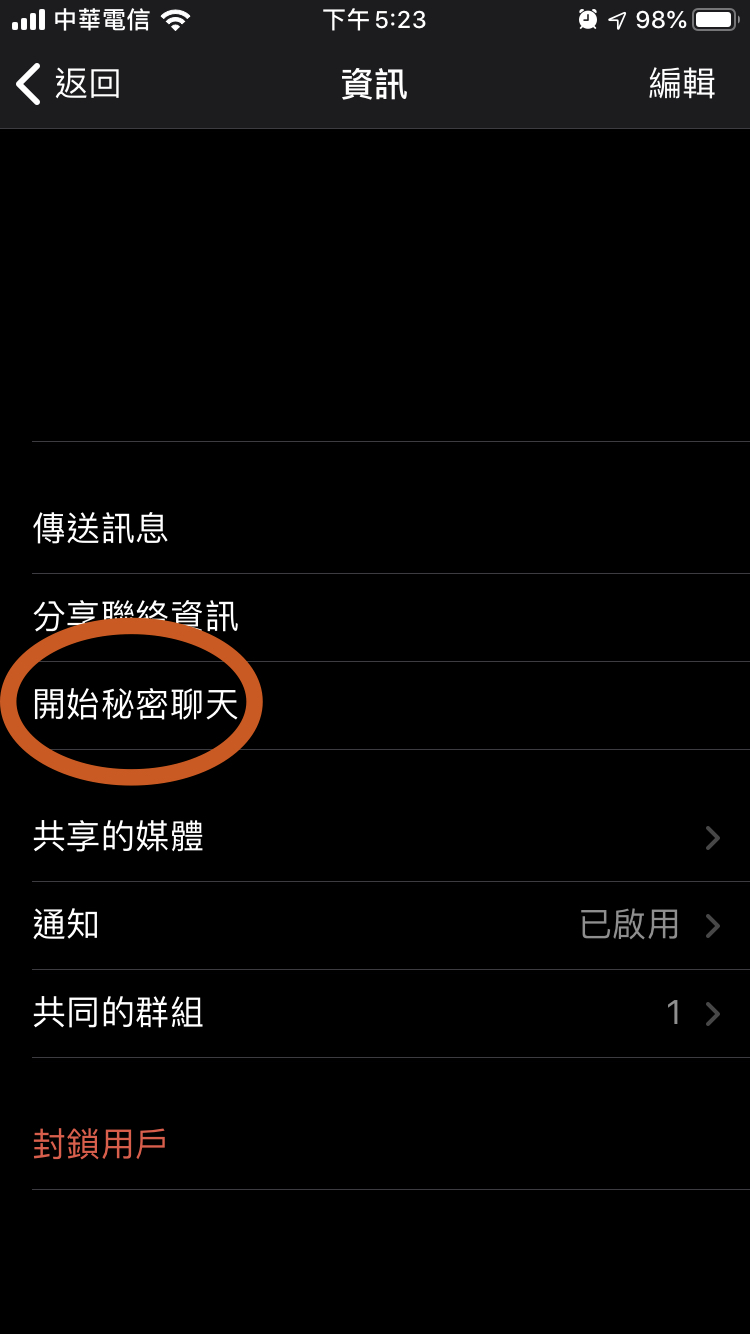 中華電信 下午5:23 98%
返回 資訊 編輯
傳送訊息
分享聯絡資訊
開始秘密聊天
共享的媒體
通知 已啟用
共同的群組 1
封鎖用戶